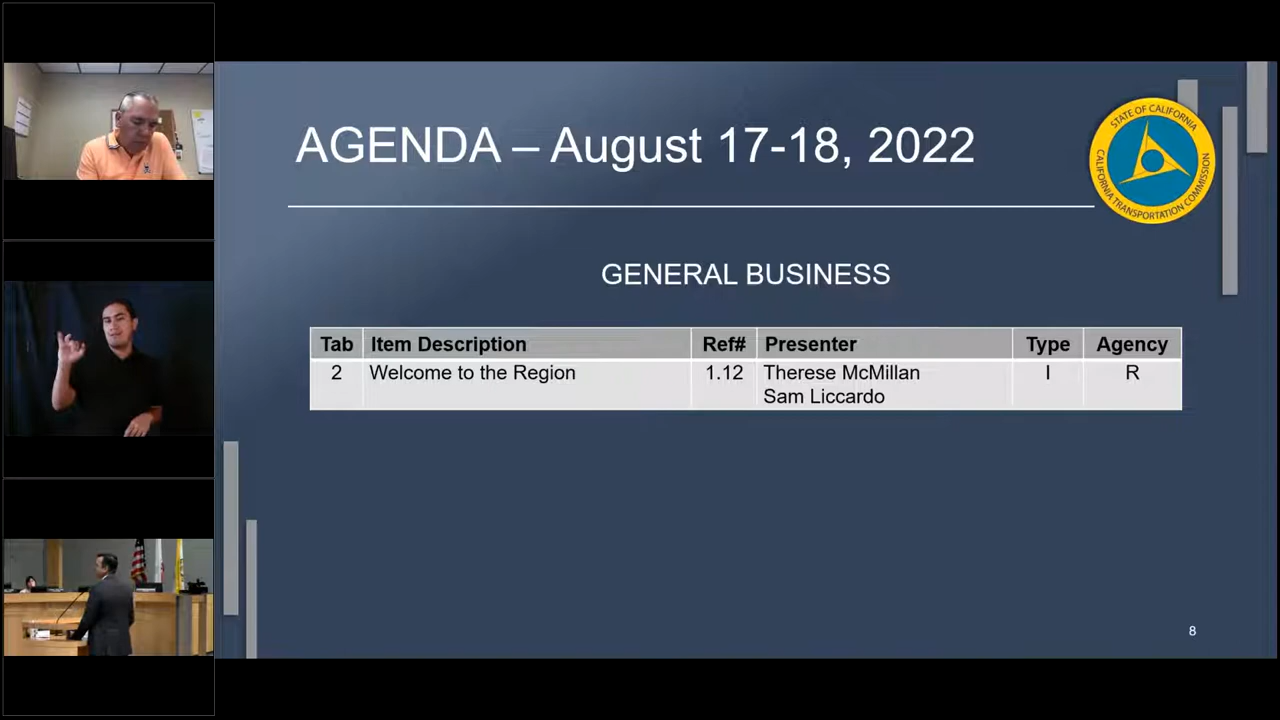 AGENDA – August 17-18, 2022
STATE OF CALIFORNIA
CALIFORNIA TRANSPORTATION COMMISSION
GENERAL BUSINESS
Tab Item Description Ref# Presenter Type Agency
2 Welcome to the Region 1.12 Therese McMillan I R
Sam Liccardo
8